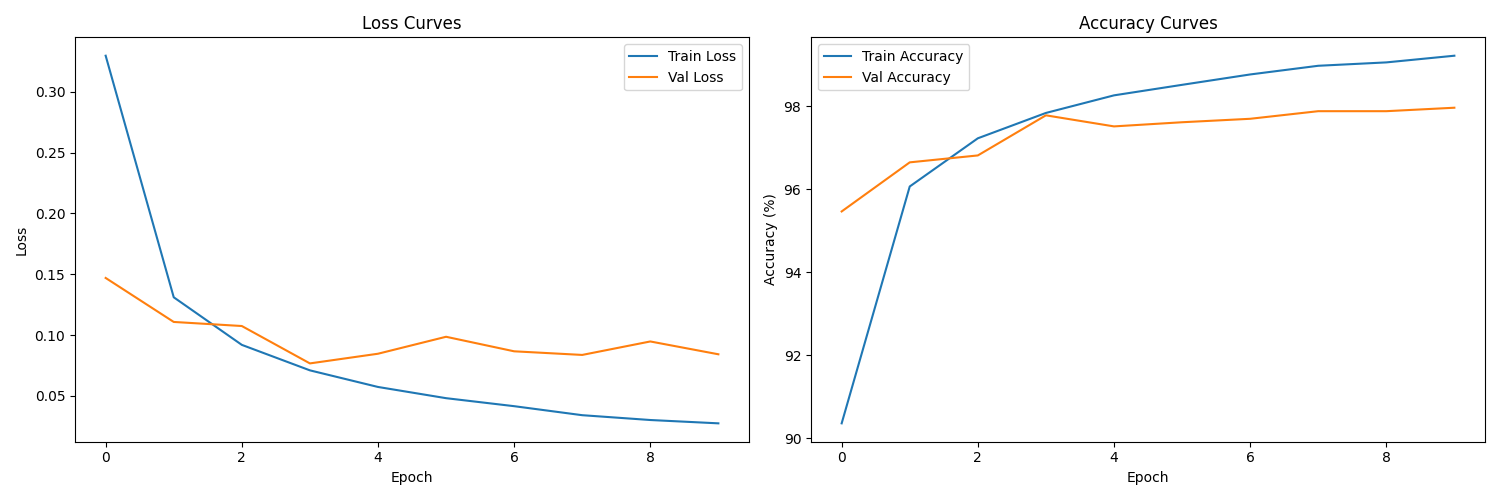 Loss Curves
Train Loss
Val Loss
0.30
0.25
0.20
0.15
0.10
0.05
Loss
0 2 4 6 8
Epoch
Accuracy Curves
Train Accuracy
Val Accuracy
98
96
94
92
90
Accuracy (%)
0 2 4 6 8
Epoch